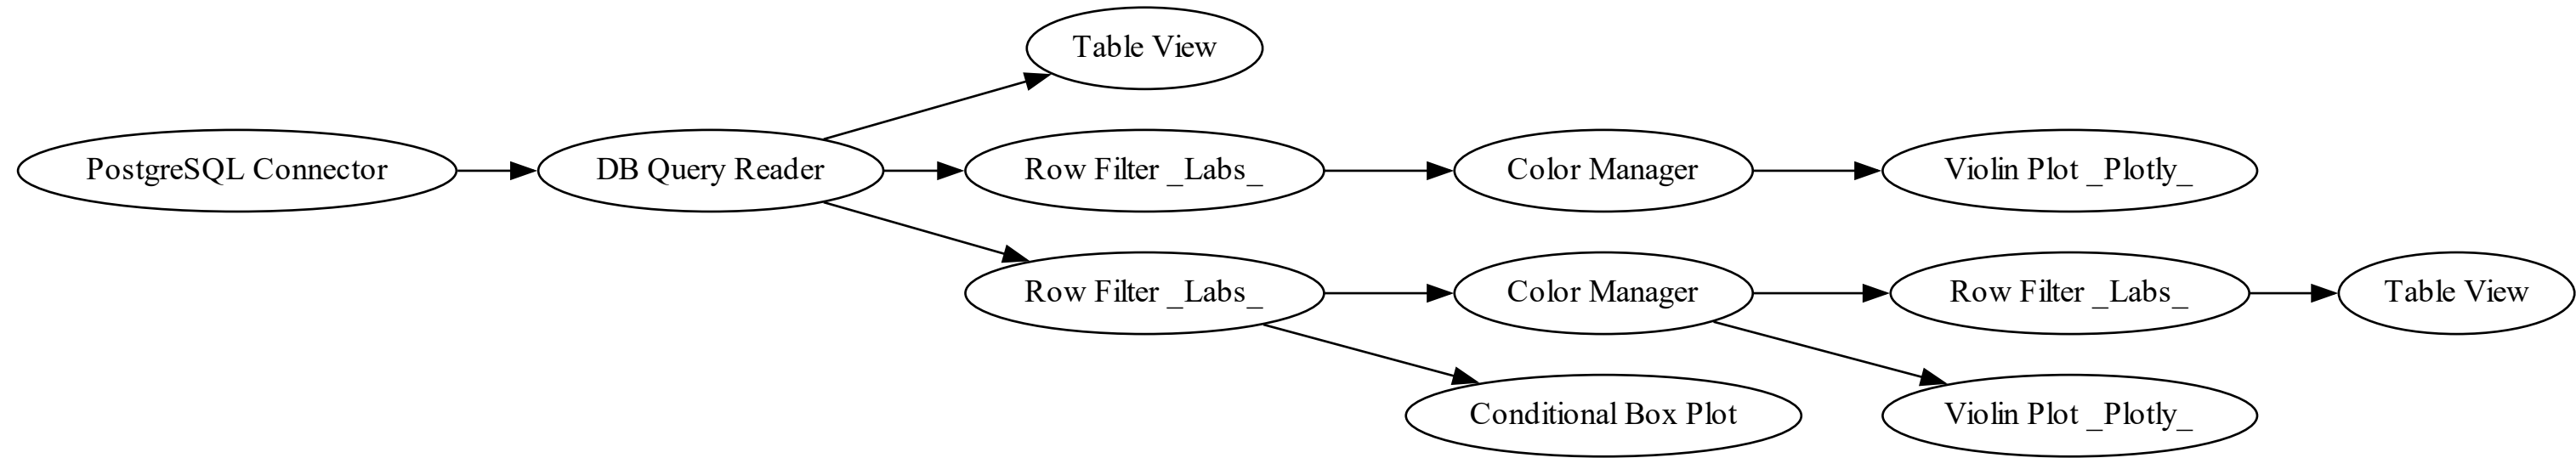 Table View
PostgreSQL Connector
DB Query Reader
Row Filter _Labs_
Color Manager
Violin Plot _Plotly_
Row Filter _Labs_
Color Manager
Row Filter _Labs_
Table View
Conditional Box Plot
Violin Plot _Plotly_